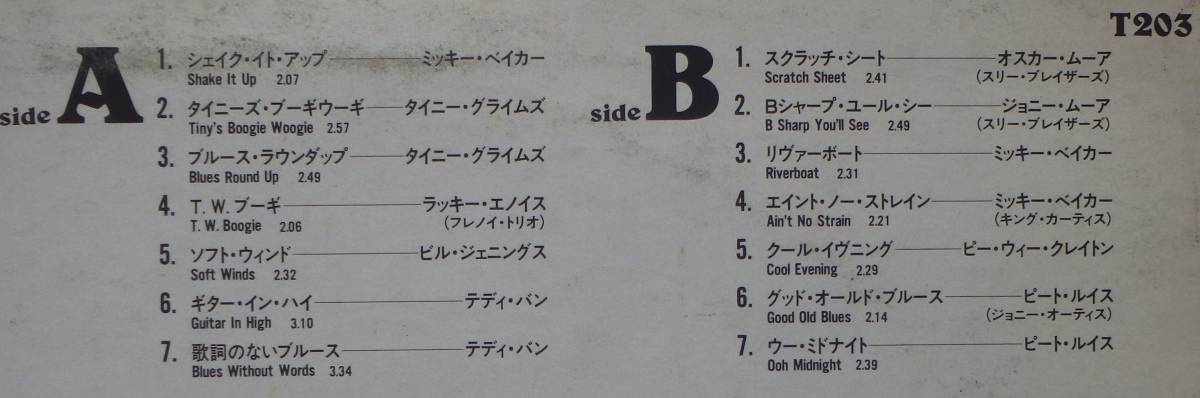 T203
side A
1. シェイク・イト・アップ ミッキー・ベイカー
Shake It Up 2.07
2. タイニーズ・ブーギウーギ タイニー・グライムズ
Tiny's Boogie Woogie 2.57
3. ブルース・ラウンダップ タイニー・グライムズ
Blues Round Up 2.49
4. T.W.ブーギ ラッキー・エノイス
T.W. Boogie 2.06 (フレノイ・トリオ)
5. ソフト・ウィンド ビル・ジェニングス
Soft Winds 2.32
6. ギター・イン・ハイ テディ・バン
Guitar In High 3.10
7. 歌詞のないブルース テディ・バン
Blues Without Words 3.34
side B
1. スクラッチ・シート オスカー・ムーア
Scratch Sheet 2.41 (スリー・ブレイザーズ)
2. Bシャープ・ユール・シー ジョニー・ムーア
B Sharp You'll See 2.49 (スリー・ブレイザーズ)
3. リヴァーボート ミッキー・ベイカー
Riverboat 2.31
4. エイント・ノー・ストレイン ミッキー・ベイカー
Ain't No Strain 2.21 (キング・カーティス)
5. クール・イヴニング ピー・ウィー・クレイトン
Cool Evening 2.29
6. グッド・オールド・ブルース ピート・ルイス
Good Old Blues 2.14 (ジョニー・オーティス)
7. ウー・ミドナイト ピート・ルイス
Ooh Midnight 2.39